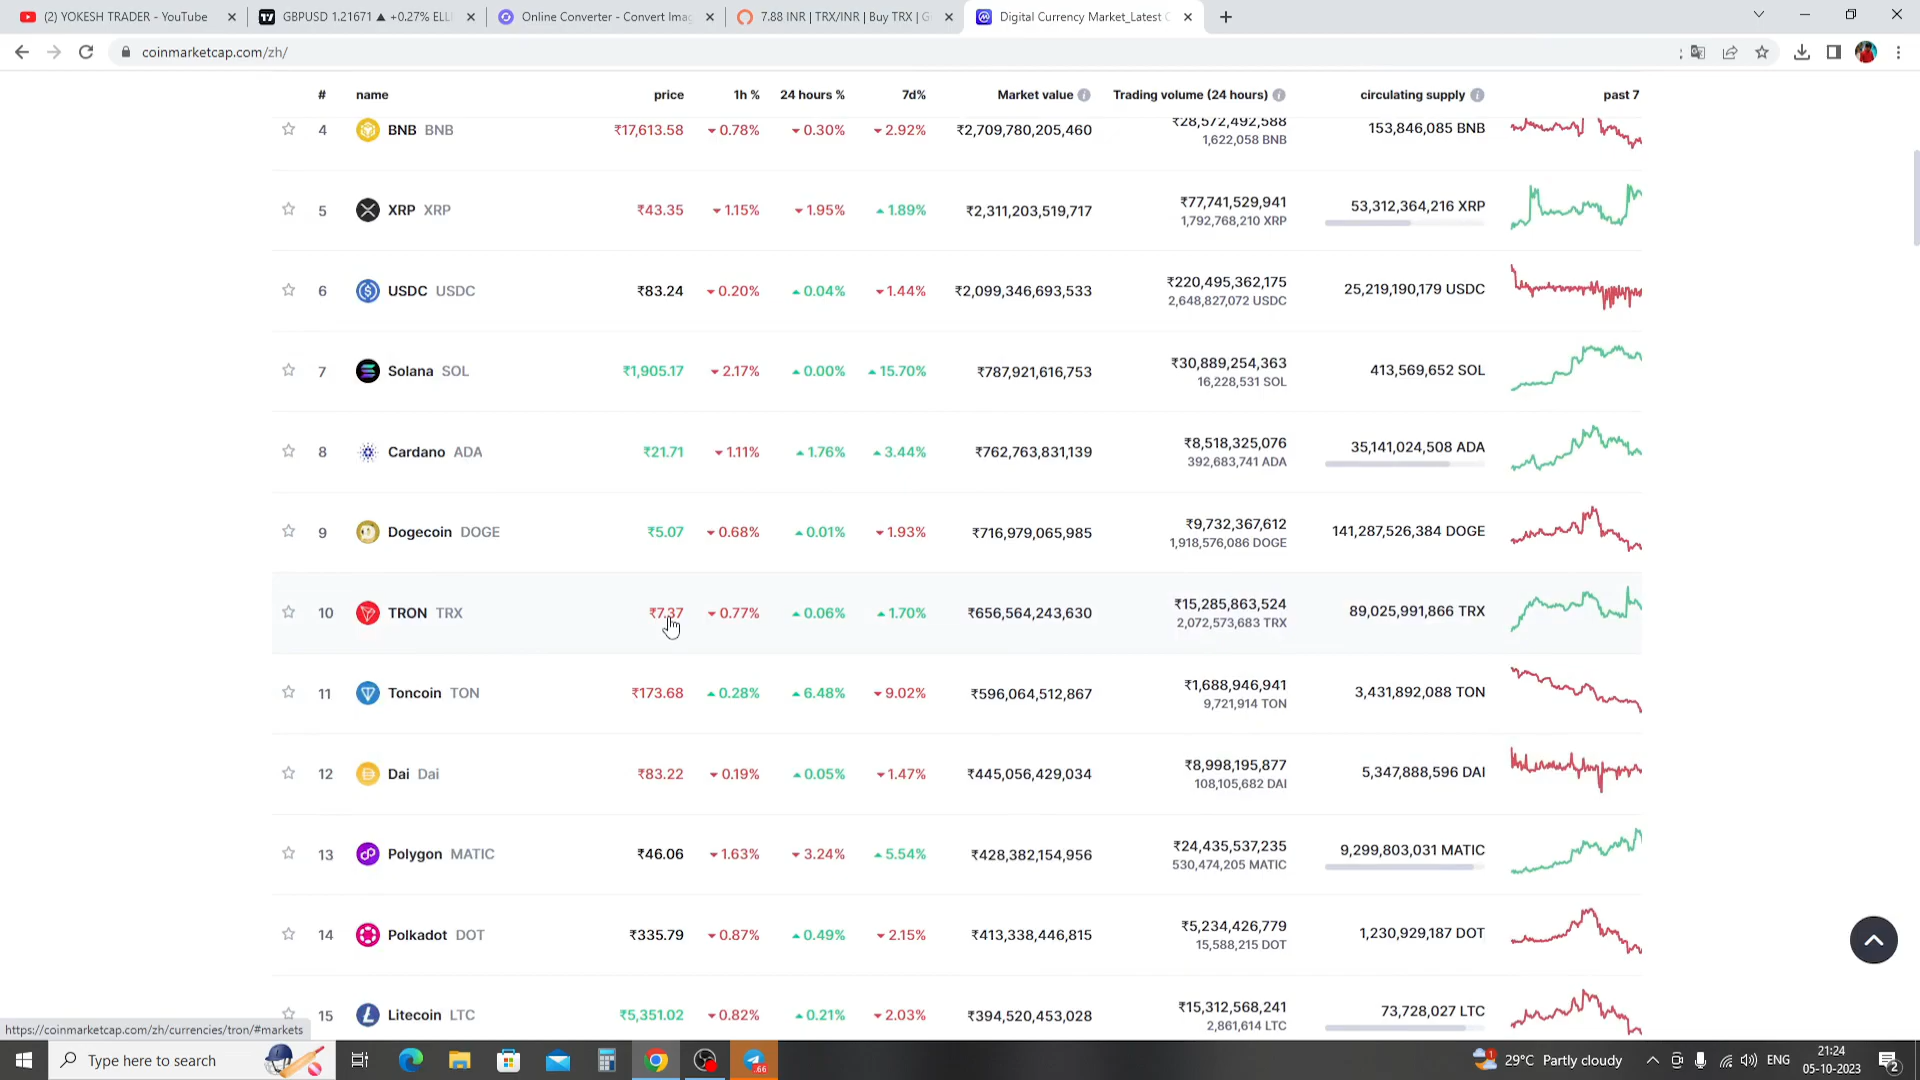 (2) YOKESH TRADER - YouTube
GBPUSD 1.21671 ▲ +0.27% ELL
Online Converter - Convert Ima
7.88 INR | TRX/INR | Buy TRX | G
Digital Currency Market_Latest C
coinmarketcap.com/zh/
# name price 1h % 24 hours % 7d% Market value Trading volume (24 hours) circulating supply past 7
4 BNB BNB ₹17,613.58 0.78% 0.30% 2.92% ₹2,709,780,205,460 ₹28,572,492,588 153,846,085 BNB
1,622,058 BNB
5 XRP XRP ₹43.35 1.15% 1.95% 1.89% ₹2,311,203,519,717 ₹77,741,529,941 53,312,364,216 XRP
1,792,768,210 XRP
6 USDC USDC ₹83.24 0.20% 0.04% 1.44% ₹2,099,346,693,533 ₹220,495,362,175 25,219,190,179 USDC
2,648,827,072 USDC
7 Solana SOL ₹1,905.17 2.17% 0.00% 15.70% ₹787,921,616,753 ₹30,889,254,363 413,569,652 SOL
16,228,531 SOL
8 Cardano ADA ₹21.71 1.11% 1.76% 3.44% ₹762,763,831,139 ₹8,518,325,076 35,141,024,508 ADA
392,683,741 ADA
9 Dogecoin DOGE ₹5.07 0.68% 0.01% 1.93% ₹716,979,065,985 ₹9,732,367,612 141,287,526,384 DOGE
1,918,576,086 DOGE
10 TRON TRX ₹7.37 0.77% 0.06% 1.70% ₹656,564,243,630 ₹15,285,863,524 89,025,991,866 TRX
2,072,573,683 TRX
11 Toncoin TON ₹173.68 0.28% 6.48% 9.02% ₹596,064,512,867 ₹1,688,946,941 3,431,892,088 TON
9,721,914 TON
12 Dai Dai ₹83.22 0.19% 0.05% 1.47% ₹445,056,429,034 ₹8,998,195,877 5,347,888,596 DAI
108,105,682 DAI
13 Polygon MATIC ₹46.06 1.63% 3.24% 5.54% ₹428,382,154,956 ₹24,435,537,235 9,299,803,031 MATIC
530,474,205 MATIC
14 Polkadot DOT ₹335.79 0.87% 0.49% 2.15% ₹413,338,446,815 ₹5,234,426,779 1,230,929,187 DOT
15,588,215 DOT
15 Litecoin LTC ₹5,351.02 0.82% 0.21% 2.03% ₹394,520,453,028 ₹15,312,568,241 73,728,027 LTC
2,861,614 LTC
https://coinmarketcap.com/zh/currencies/tron/#markets
Type here to search
29°C Partly cloudy
ENG
21:24
05-10-2023
2